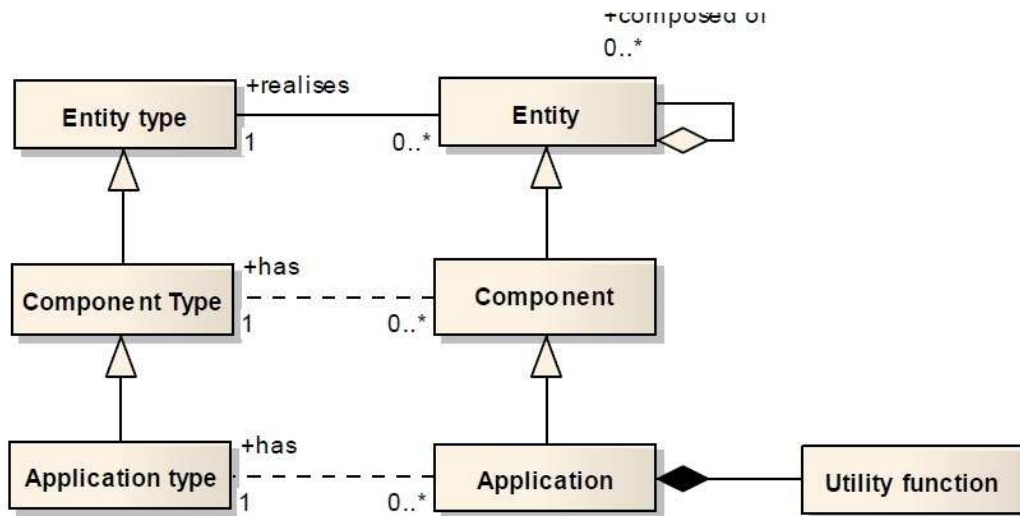 +composed of
0..*
+realises
Entity type
Entity
1
0..*
+has
Component Type
Component
1
0..*
+has
Application type
Application
Utility function
1
0..*